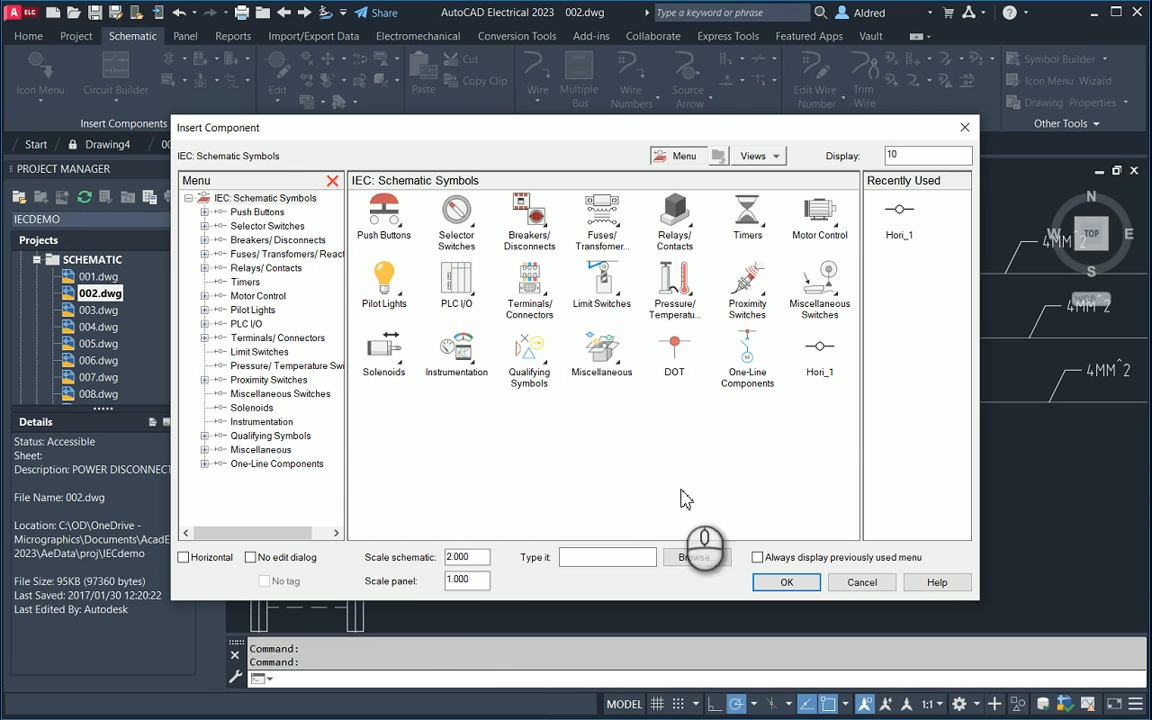 ELC
Share
AutoCAD Electrical 2023 002.dwg
Type a keyword or phrase
Aldred
Home Project Schematic Panel Reports Import/Export Data Electromechanical Conversion Tools Add-ins Collaborate Express Tools Featured Apps Vault
Icon Menu
Circuit Builder
Edit
Paste
Cut
Copy Clip
Wire
Multiple
Bus
Wire
Numbers
Source
Arrow
Edit Wire
Number
Trim
Wire
Symbol Builder
Icon Menu Wizard
Drawing Properties
Insert Components
Other Tools
Start Drawing4
PROJECT MANAGER
IECDEMO
Projects
SCHEMATIC
001.dwg
002.dwg
003.dwg
004.dwg
005.dwg
006.dwg
007.dwg
008.dwg
Details
Status: Accessible
Sheet:
Description: POWER DISCONNECT
File Name: 002.dwg
Location: C:\OD\OneDrive -
Micrographics\Documents\AcadE
2023\AeData\proj\IECdemo
File Size: 95KB (97360 bytes)
Last Saved: 2017/01/30 12:20:22
Last Edited By: Autodesk
Insert Component
IEC: Schematic Symbols
Menu
Views
Display:
10
Menu
IEC: Schematic Symbols
Push Buttons
Selector Switches
Breakers/ Disconnects
Fuses/ Transformers/ React
Relays/ Contacts
Timers
Motor Control
Pilot Lights
PLC I/O
Terminals/ Connectors
Limit Switches
Pressure/ Temperature Swi
Proximity Switches
Miscellaneous Switches
Solenoids
Instrumentation
Qualifying Symbols
Miscellaneous
One-Line Components
IEC: Schematic Symbols
Push Buttons
Selector
Switches
Breakers/
Disconnects
Fuses/
Transfomer...
Relays/
Contacts
Timers
Motor Control
Pilot Lights
PLC I/O
Terminals/
Connectors
Limit Switches
Pressure/
Temperatu...
Proximity
Switches
Miscellaneous
Switches
Solenoids
Instrumentation
Qualifying
Symbols
Miscellaneous
DOT
One-Line
Components
Hori_1
Recently Used
Hori_1
Horizontal
No edit dialog
No tag
Scale schematic: 2.000
Scale panel: 1.000
Type it:
Always display previously used menu
OK
Cancel
Help
N
W TOP E
S
4MM^2
4MM^2
4MM^2
Command:
Command:
MODEL
1:1